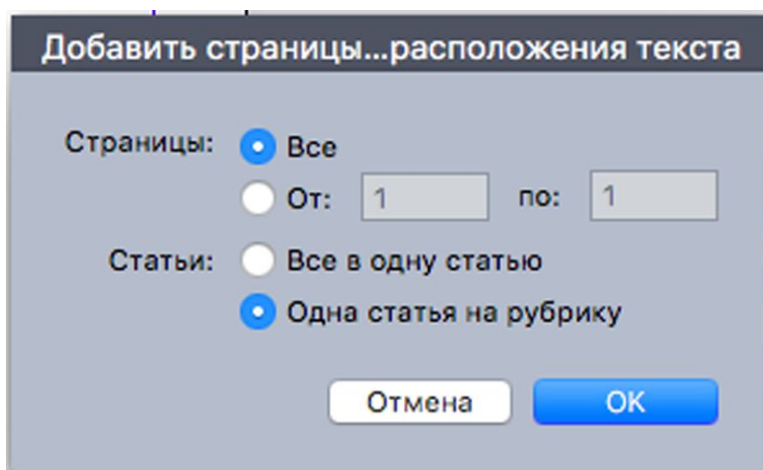 Добавить страницы...расположения текста
Страницы: Все
От: 1 по: 1
Статьи: Все в одну статью
Одна статья на рубрику
Отмена OK